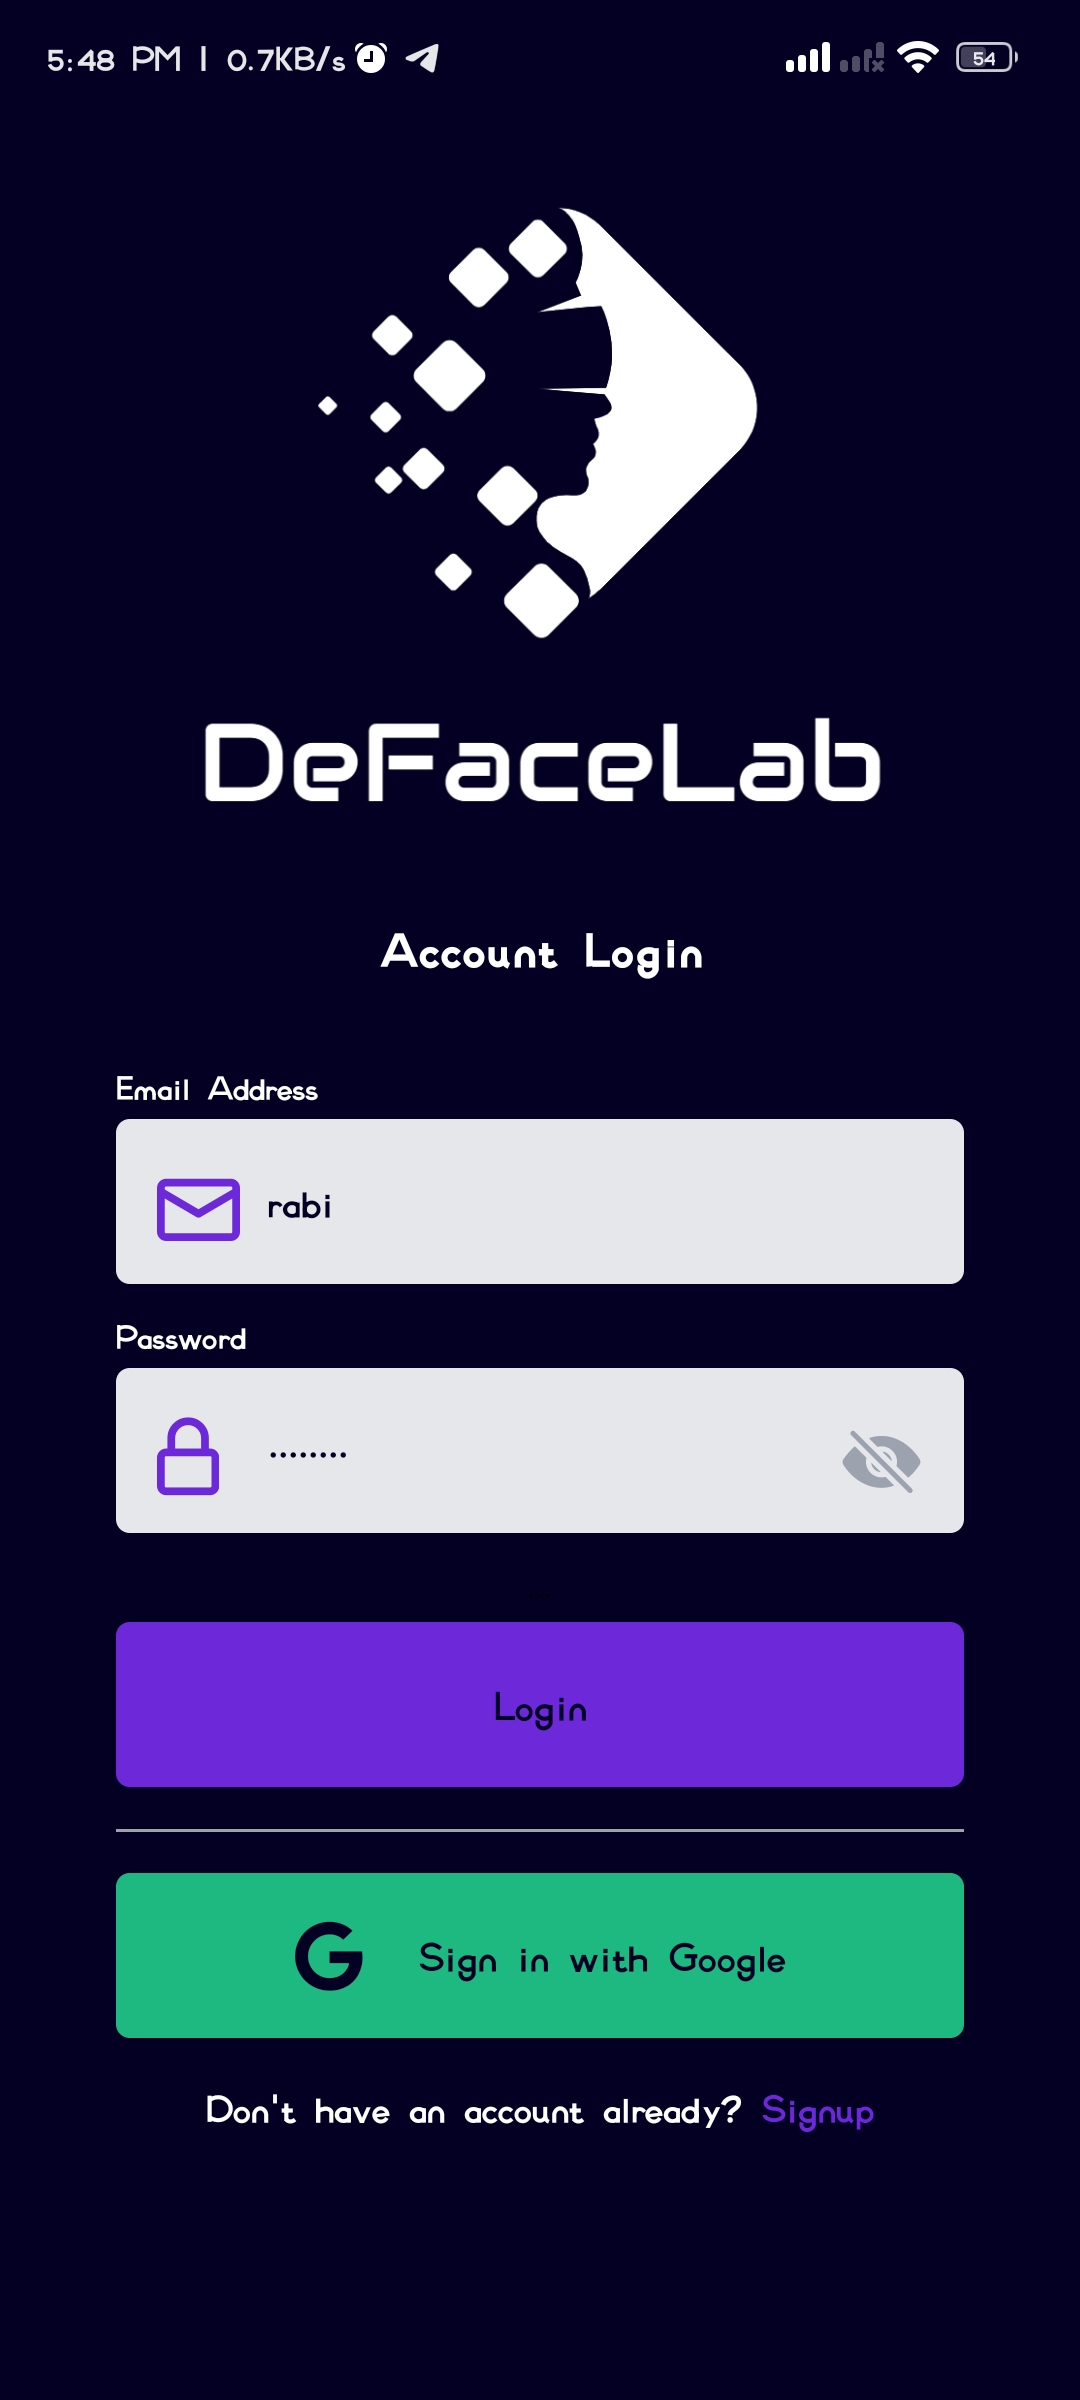 5:48 PM | 0.7KB/s
54
DeFaceLab
Account Login
Email Address
rabi
Password
••••••••
...
Login
Sign in with Google
Don't have an account already? Signup